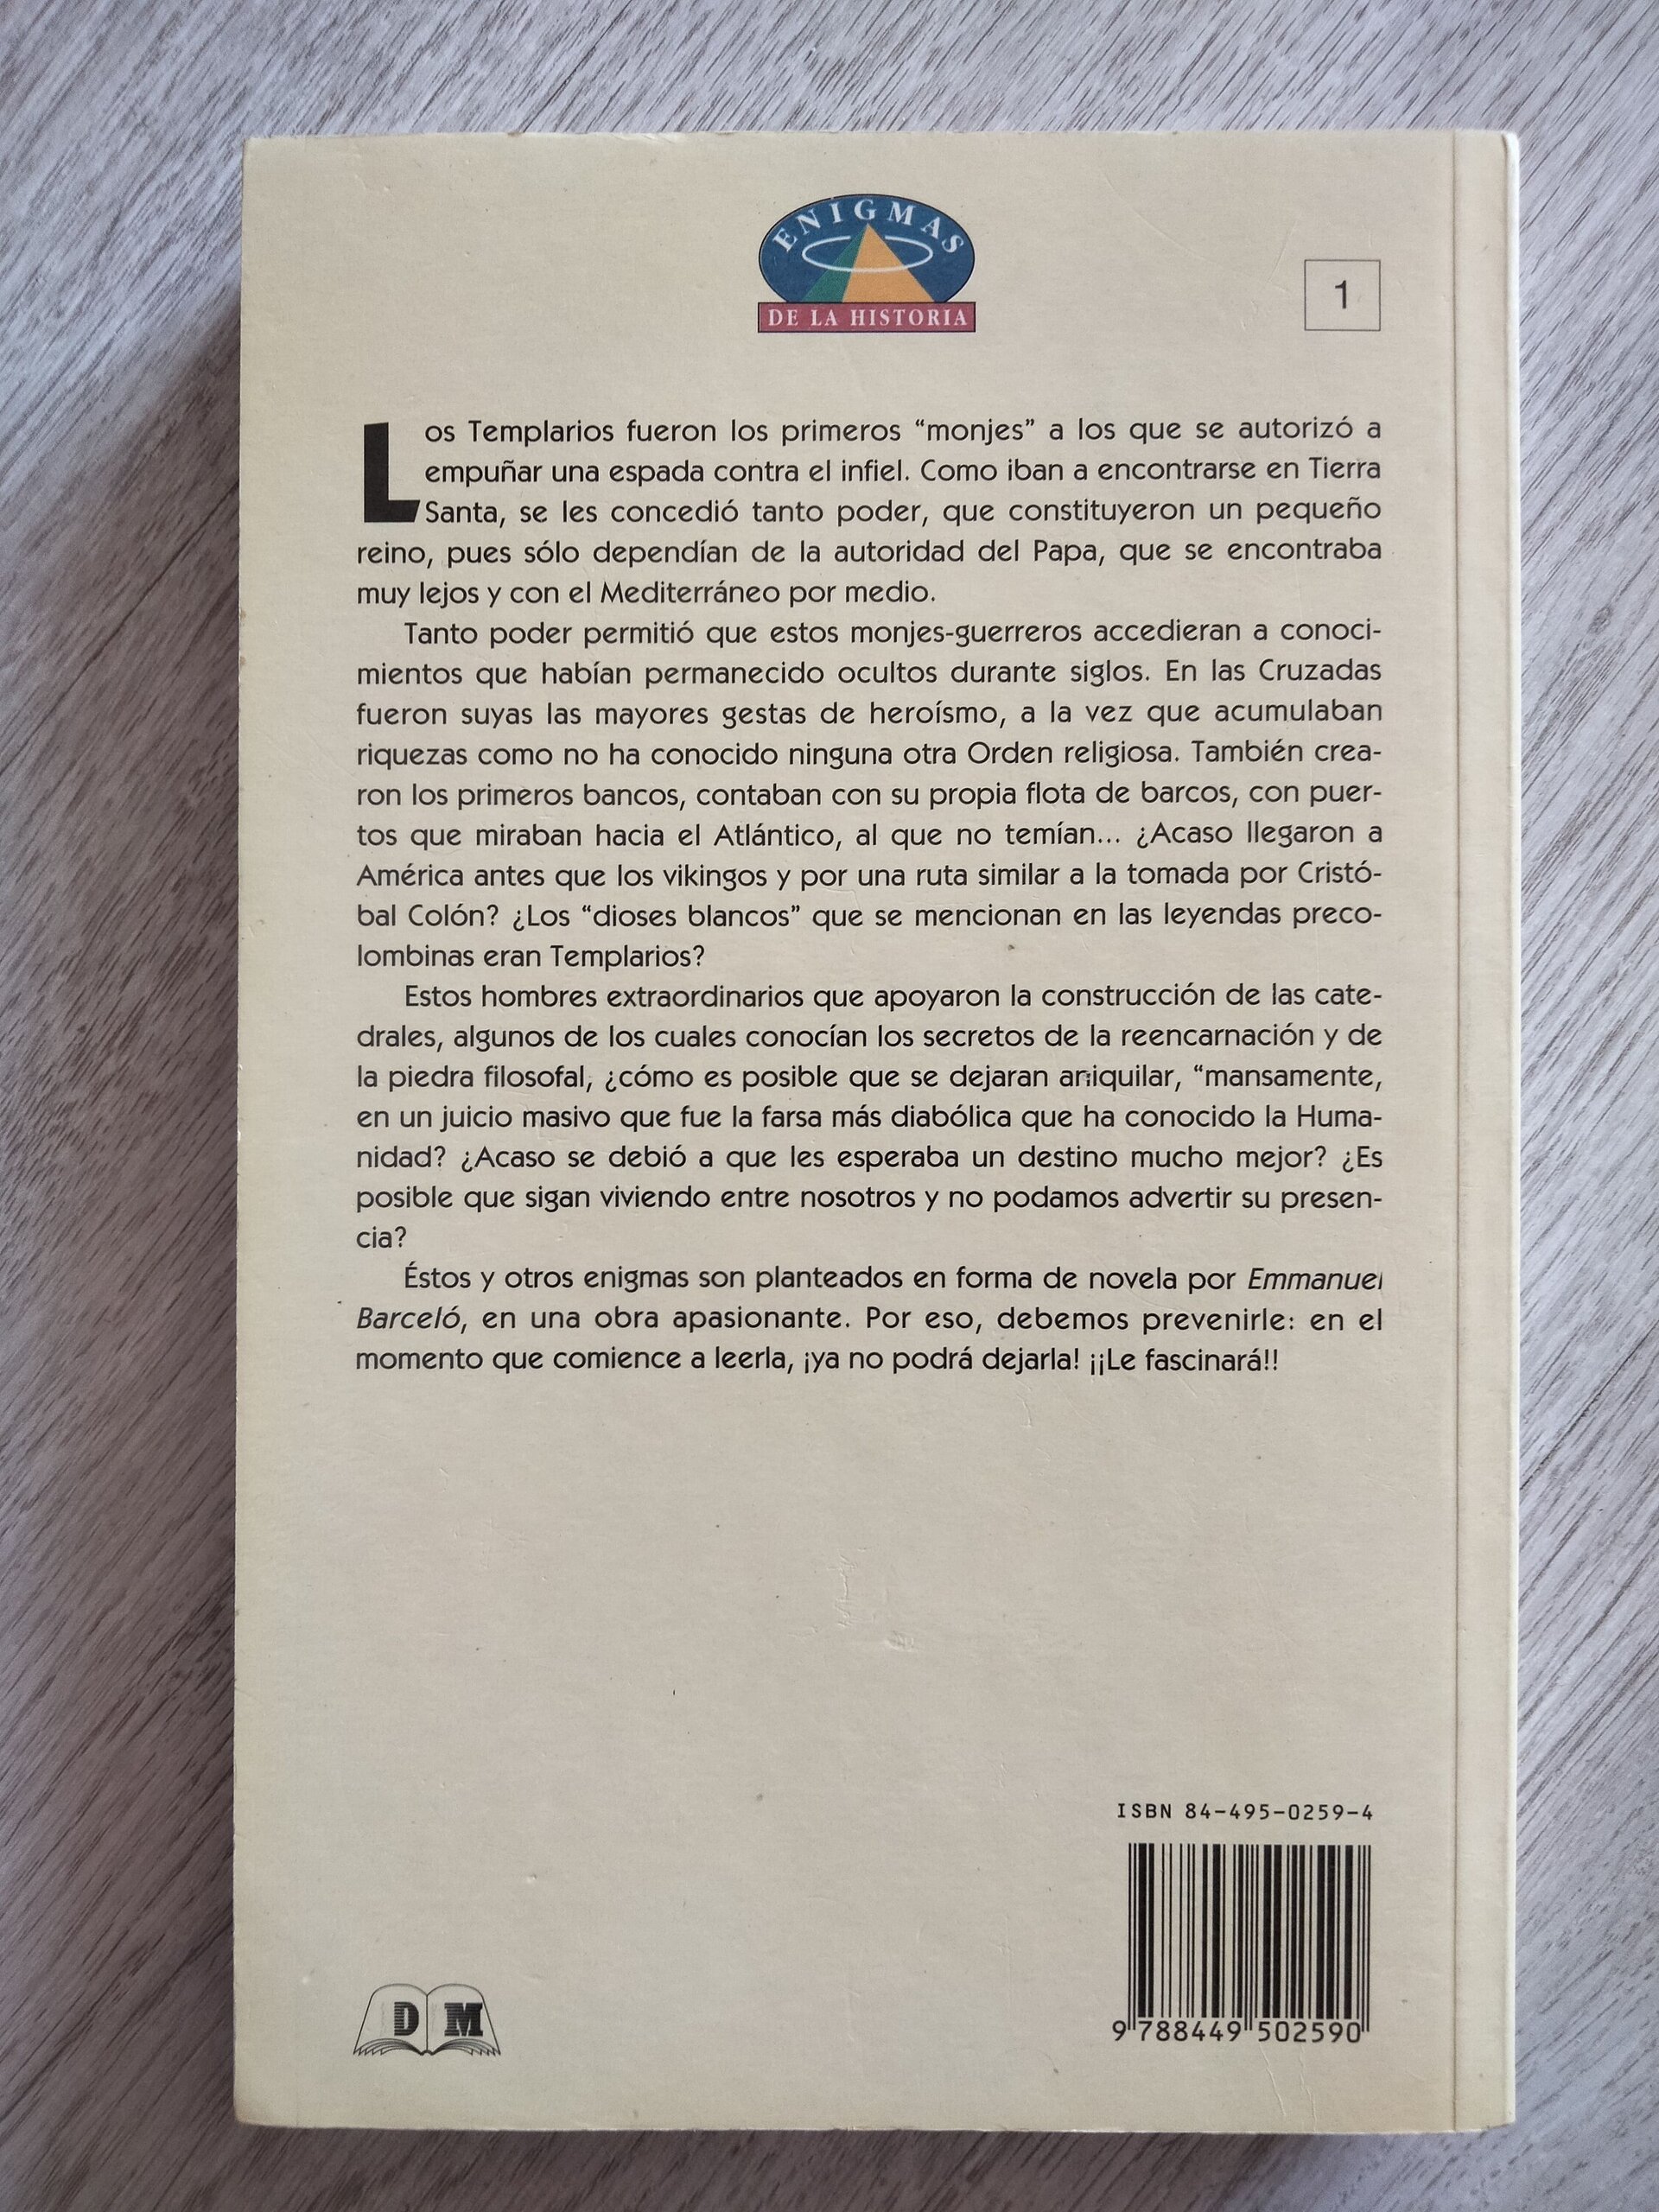 ENIGMAS
DE LA HISTORIA
1
Los Templarios fueron los primeros “monjes” a los que se autorizó a
empuñar una espada contra el infiel. Como iban a encontrarse en Tierra
Santa, se les concedió tanto poder, que constituyeron un pequeño
reino, pues sólo dependían de la autoridad del Papa, que se encontraba
muy lejos y con el Mediterráneo por medio.
Tanto poder permitió que estos monjes-guerreros accedieran a conoci-
mientos que habían permanecido ocultos durante siglos. En las Cruzadas
fueron suyas las mayores gestas de heroísmo, a la vez que acumulaban
riquezas como no ha conocido ninguna otra Orden religiosa. También crea-
ron los primeros bancos, contaban con su propia flota de barcos, con puer-
tos que miraban hacia el Atlántico, al que no temían... ¿Acaso llegaron a
América antes que los vikingos y por una ruta similar a la tomada por Cristó-
bal Colón? ¿Los “dioses blancos” que se mencionan en las leyendas preco-
lombinas eran Templarios?
Estos hombres extraordinarios que apoyaron la construcción de las cate-
drales, algunos de los cuales conocían los secretos de la reencarnación y de
la piedra filosofal, ¿cómo es posible que se dejaran aniquilar, “mansamente,
en un juicio masivo que fue la farsa más diabólica que ha conocido la Huma-
nidad? ¿Acaso se debió a que les esperaba un destino mucho mejor? ¿Es
posible que sigan viviendo entre nosotros y no podamos advertir su presen-
cia?
Éstos y otros enigmas son planteados en forma de novela por Emmanuel
Barceló, en una obra apasionante. Por eso, debemos prevenirle: en el
momento que comience a leerla, ¡ya no podrá dejarla! ¡¡Le fascinará!!
ISBN 84-495-0259-4
9 788449 502590
D M